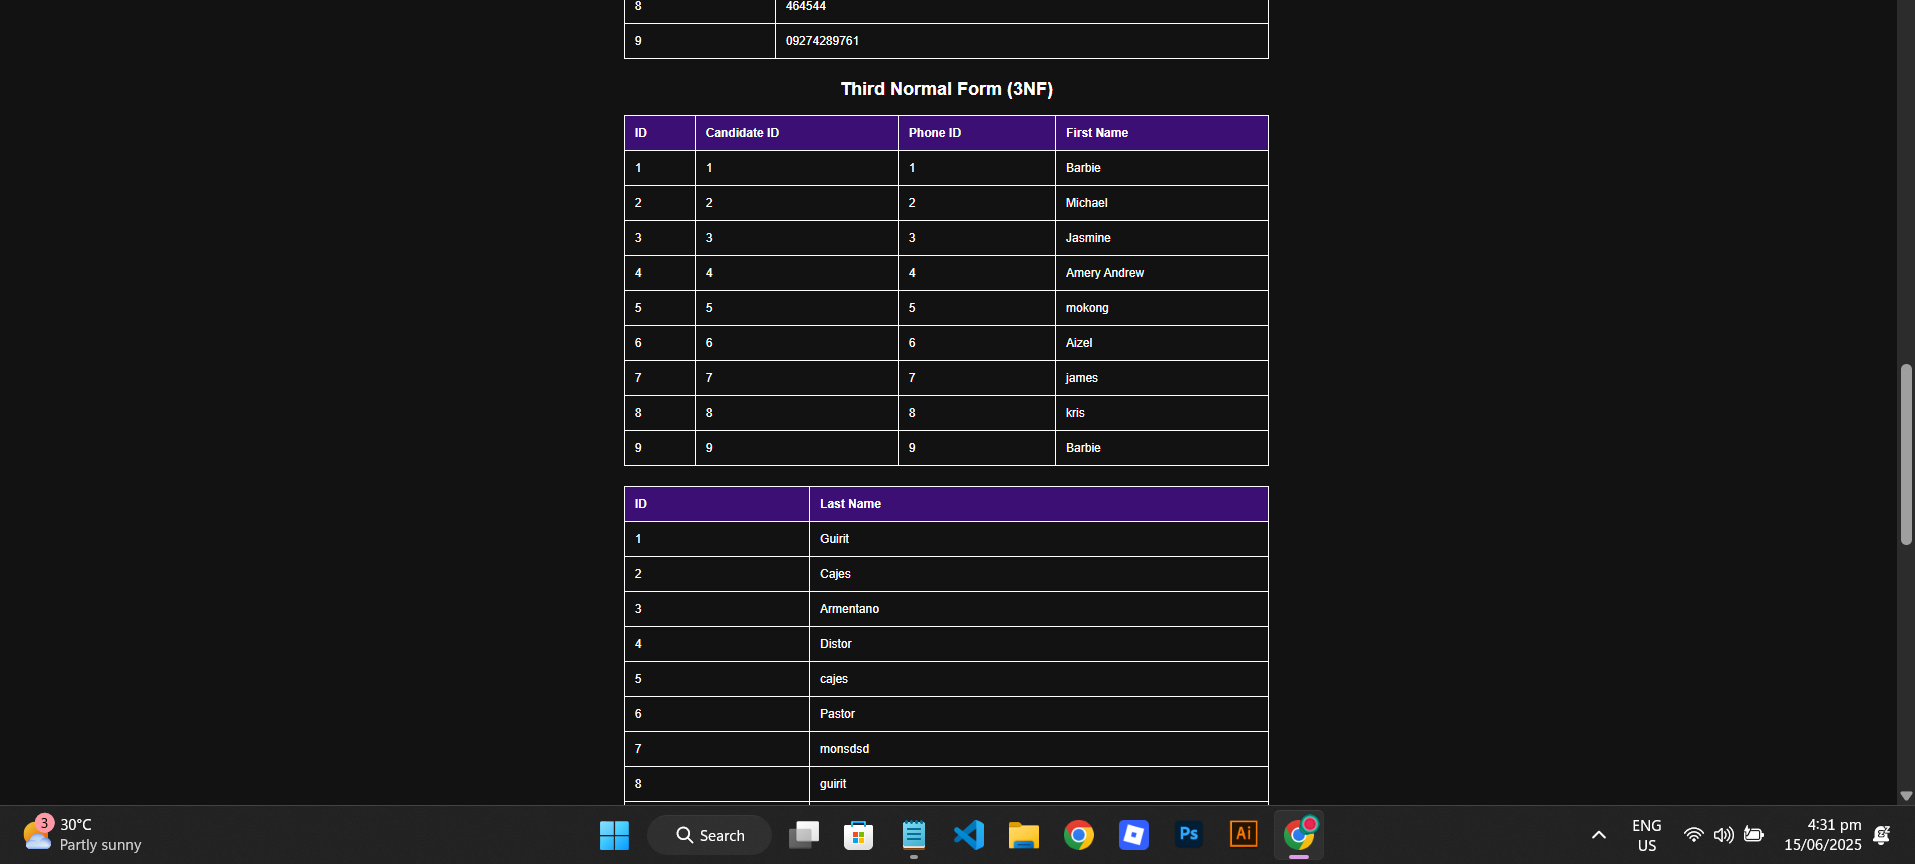 8 464544
9 09274289761
Third Normal Form (3NF)
ID Candidate ID Phone ID First Name
1 1 1 Barbie
2 2 2 Michael
3 3 3 Jasmine
4 4 4 Amery Andrew
5 5 5 mokong
6 6 6 Aizel
7 7 7 james
8 8 8 kris
9 9 9 Barbie
ID Last Name
1 Guirit
2 Cajes
3 Armentano
4 Distor
5 cajes
6 Pastor
7 monsdsd
8 guirit
3
30°C
Partly sunny
Search
Ps
Ai
ENG
US
4:31 pm
15/06/2025